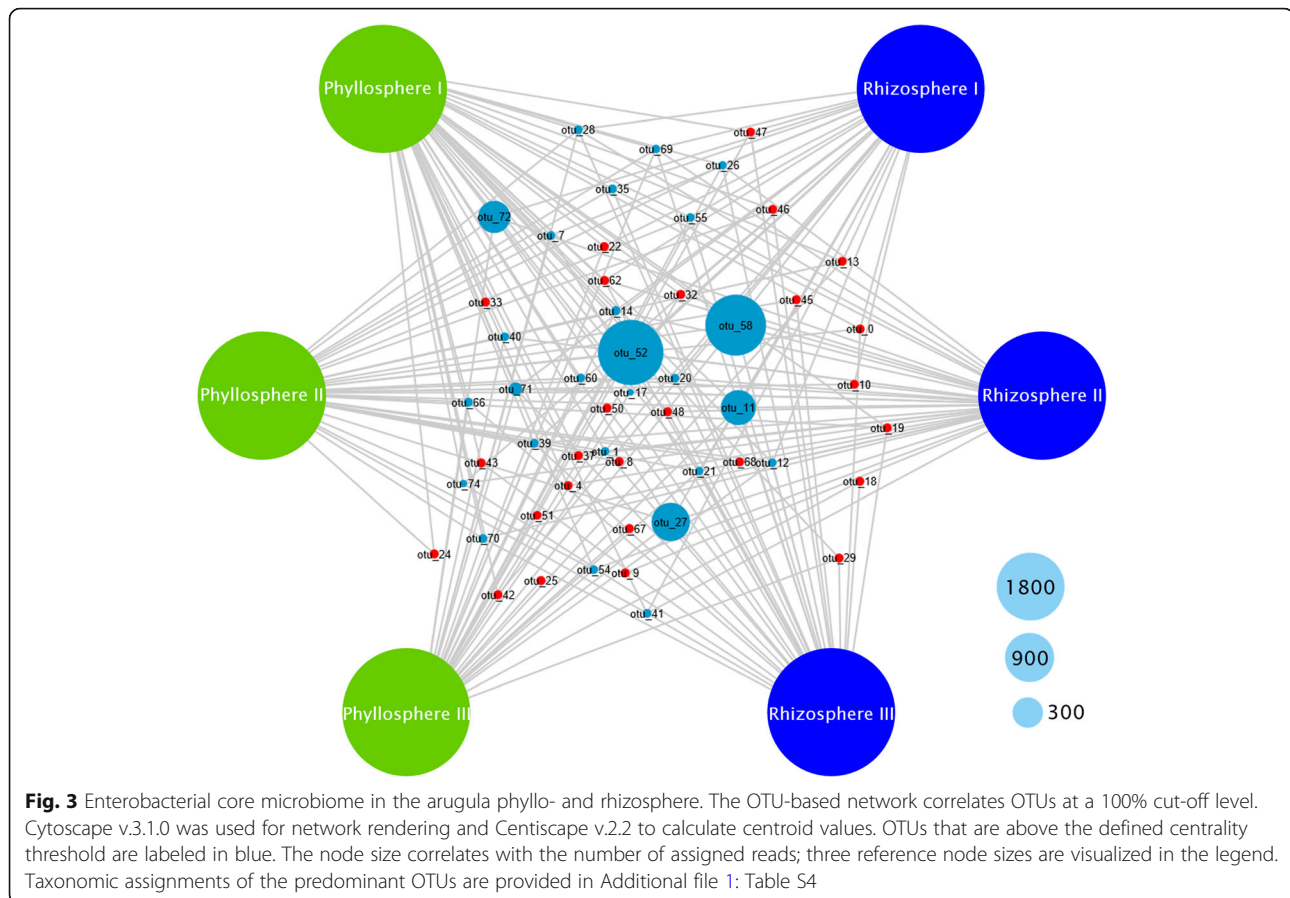 Phyllosphere I
Rhizosphere I
otu_28
otu_47
otu_69
otu_26
otu_35
otu_72
otu_55
otu_46
otu_7
otu_22
otu_13
otu_62
otu_32
otu_33
otu_45
otu_14
otu_58
otu_0
otu_40
otu_52
otu_60
otu_20
otu_10
Phyllosphere II
otu_71
otu_17
Rhizosphere II
otu_66
otu_50
otu_48
otu_11
otu_19
otu_39
otu_1
otu_43
otu_37
otu_8
otu_68
otu_12
otu_21
otu_74
otu_4
otu_18
otu_51
otu_27
otu_67
otu_70
otu_24
otu_29
otu_54
otu_9
otu_25
otu_42
otu_41
1800
900
300
Phyllosphere III
Rhizosphere III
Fig. 3 Enterobacterial core microbiome in the arugula phyllo- and rhizosphere. The OTU-based network correlates OTUs at a 100% cut-off level.
Cytoscape v.3.1.0 was used for network rendering and Centiscape v.2.2 to calculate centroid values. OTUs that are above the defined centrality
threshold are labeled in blue. The node size correlates with the number of assigned reads; three reference node sizes are visualized in the legend.
Taxonomic assignments of the predominant OTUs are provided in Additional file 1: Table S4